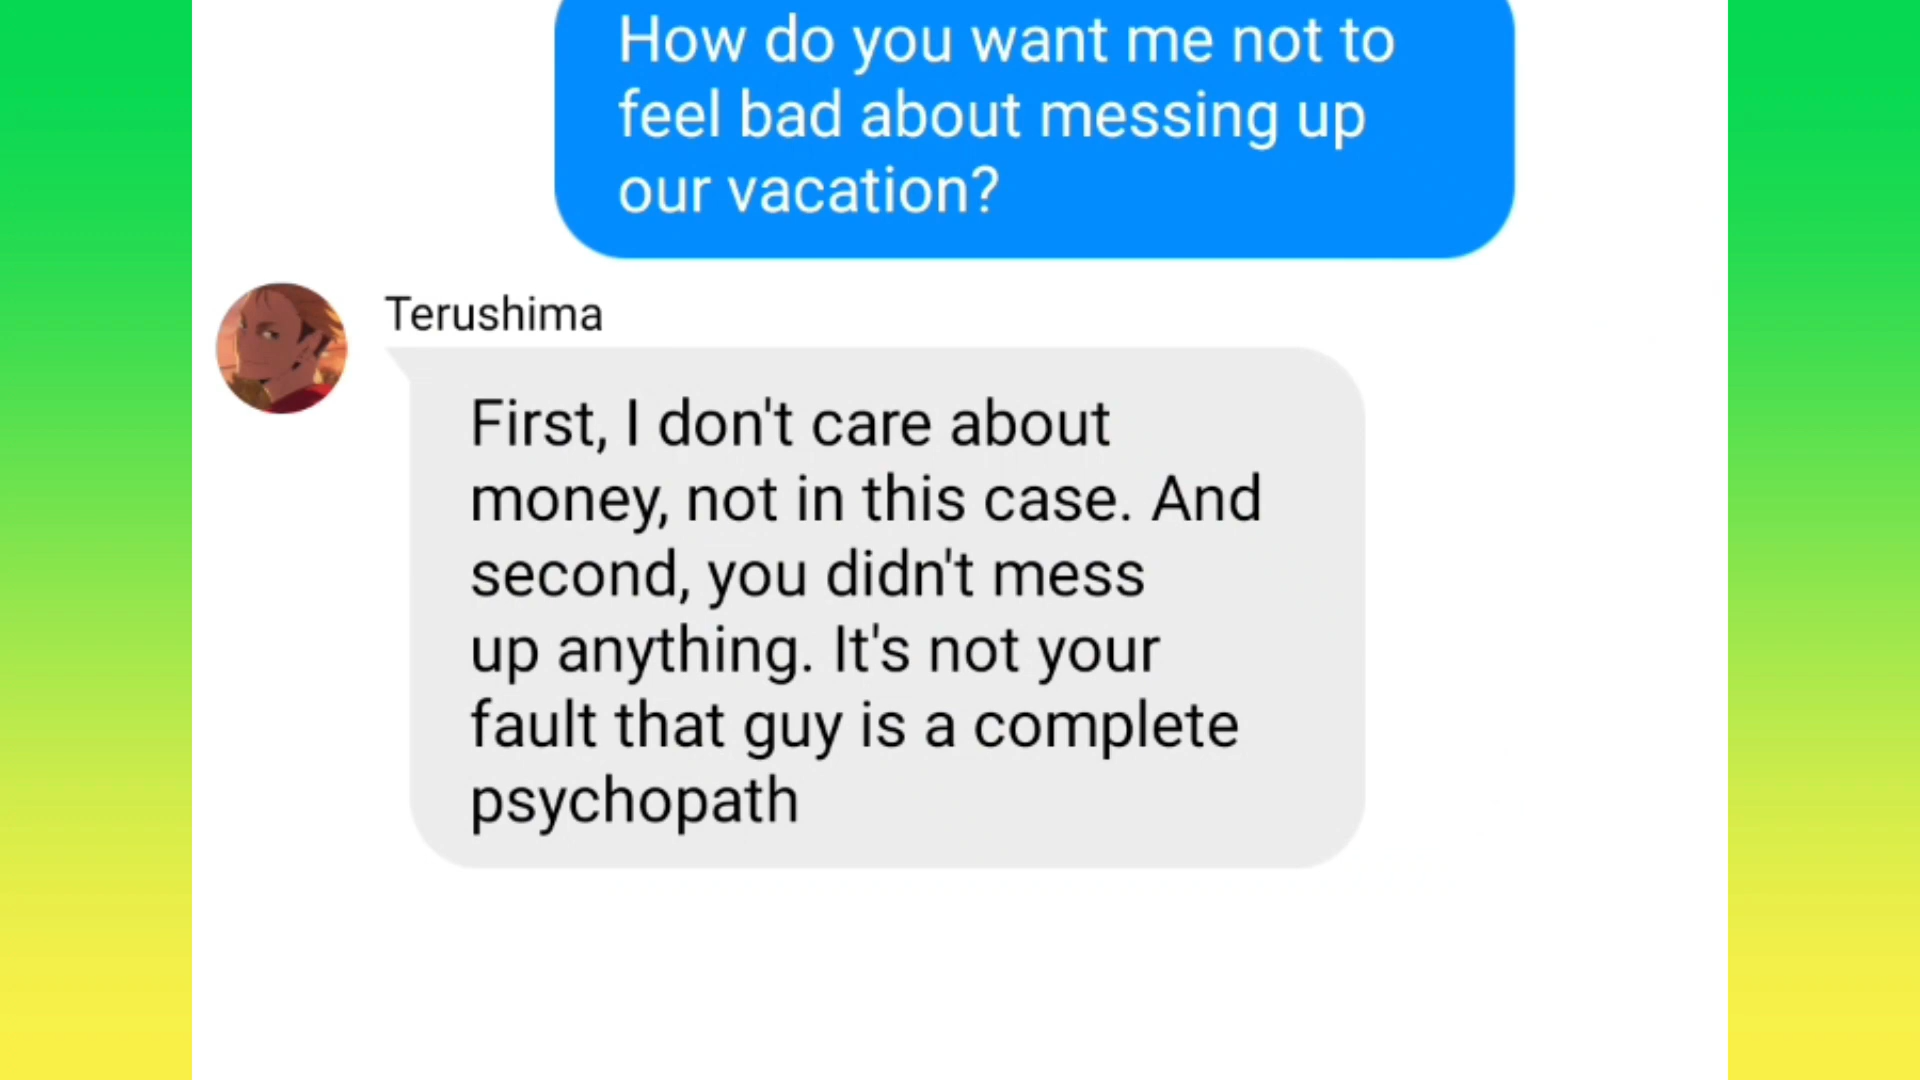 How do you want me not to
feel bad about messing up
our vacation?
Terushima
First, I don't care about
money, not in this case. And
second, you didn't mess
up anything. It's not your
fault that guy is a complete
psychopath